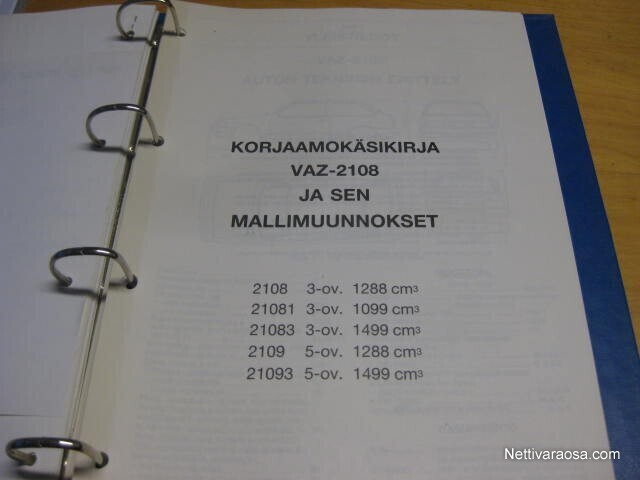 KORJAAMOKÄSIKIRJA
VAZ-2108
JA SEN
MALLIMUUNNOKSET
2108 3-ov. 1288 cm³
21081 3-ov. 1099 cm³
21083 3-ov. 1499 cm³
2109 5-ov. 1288 cm³
21093 5-ov. 1499 cm³
Nettivaraosa.com